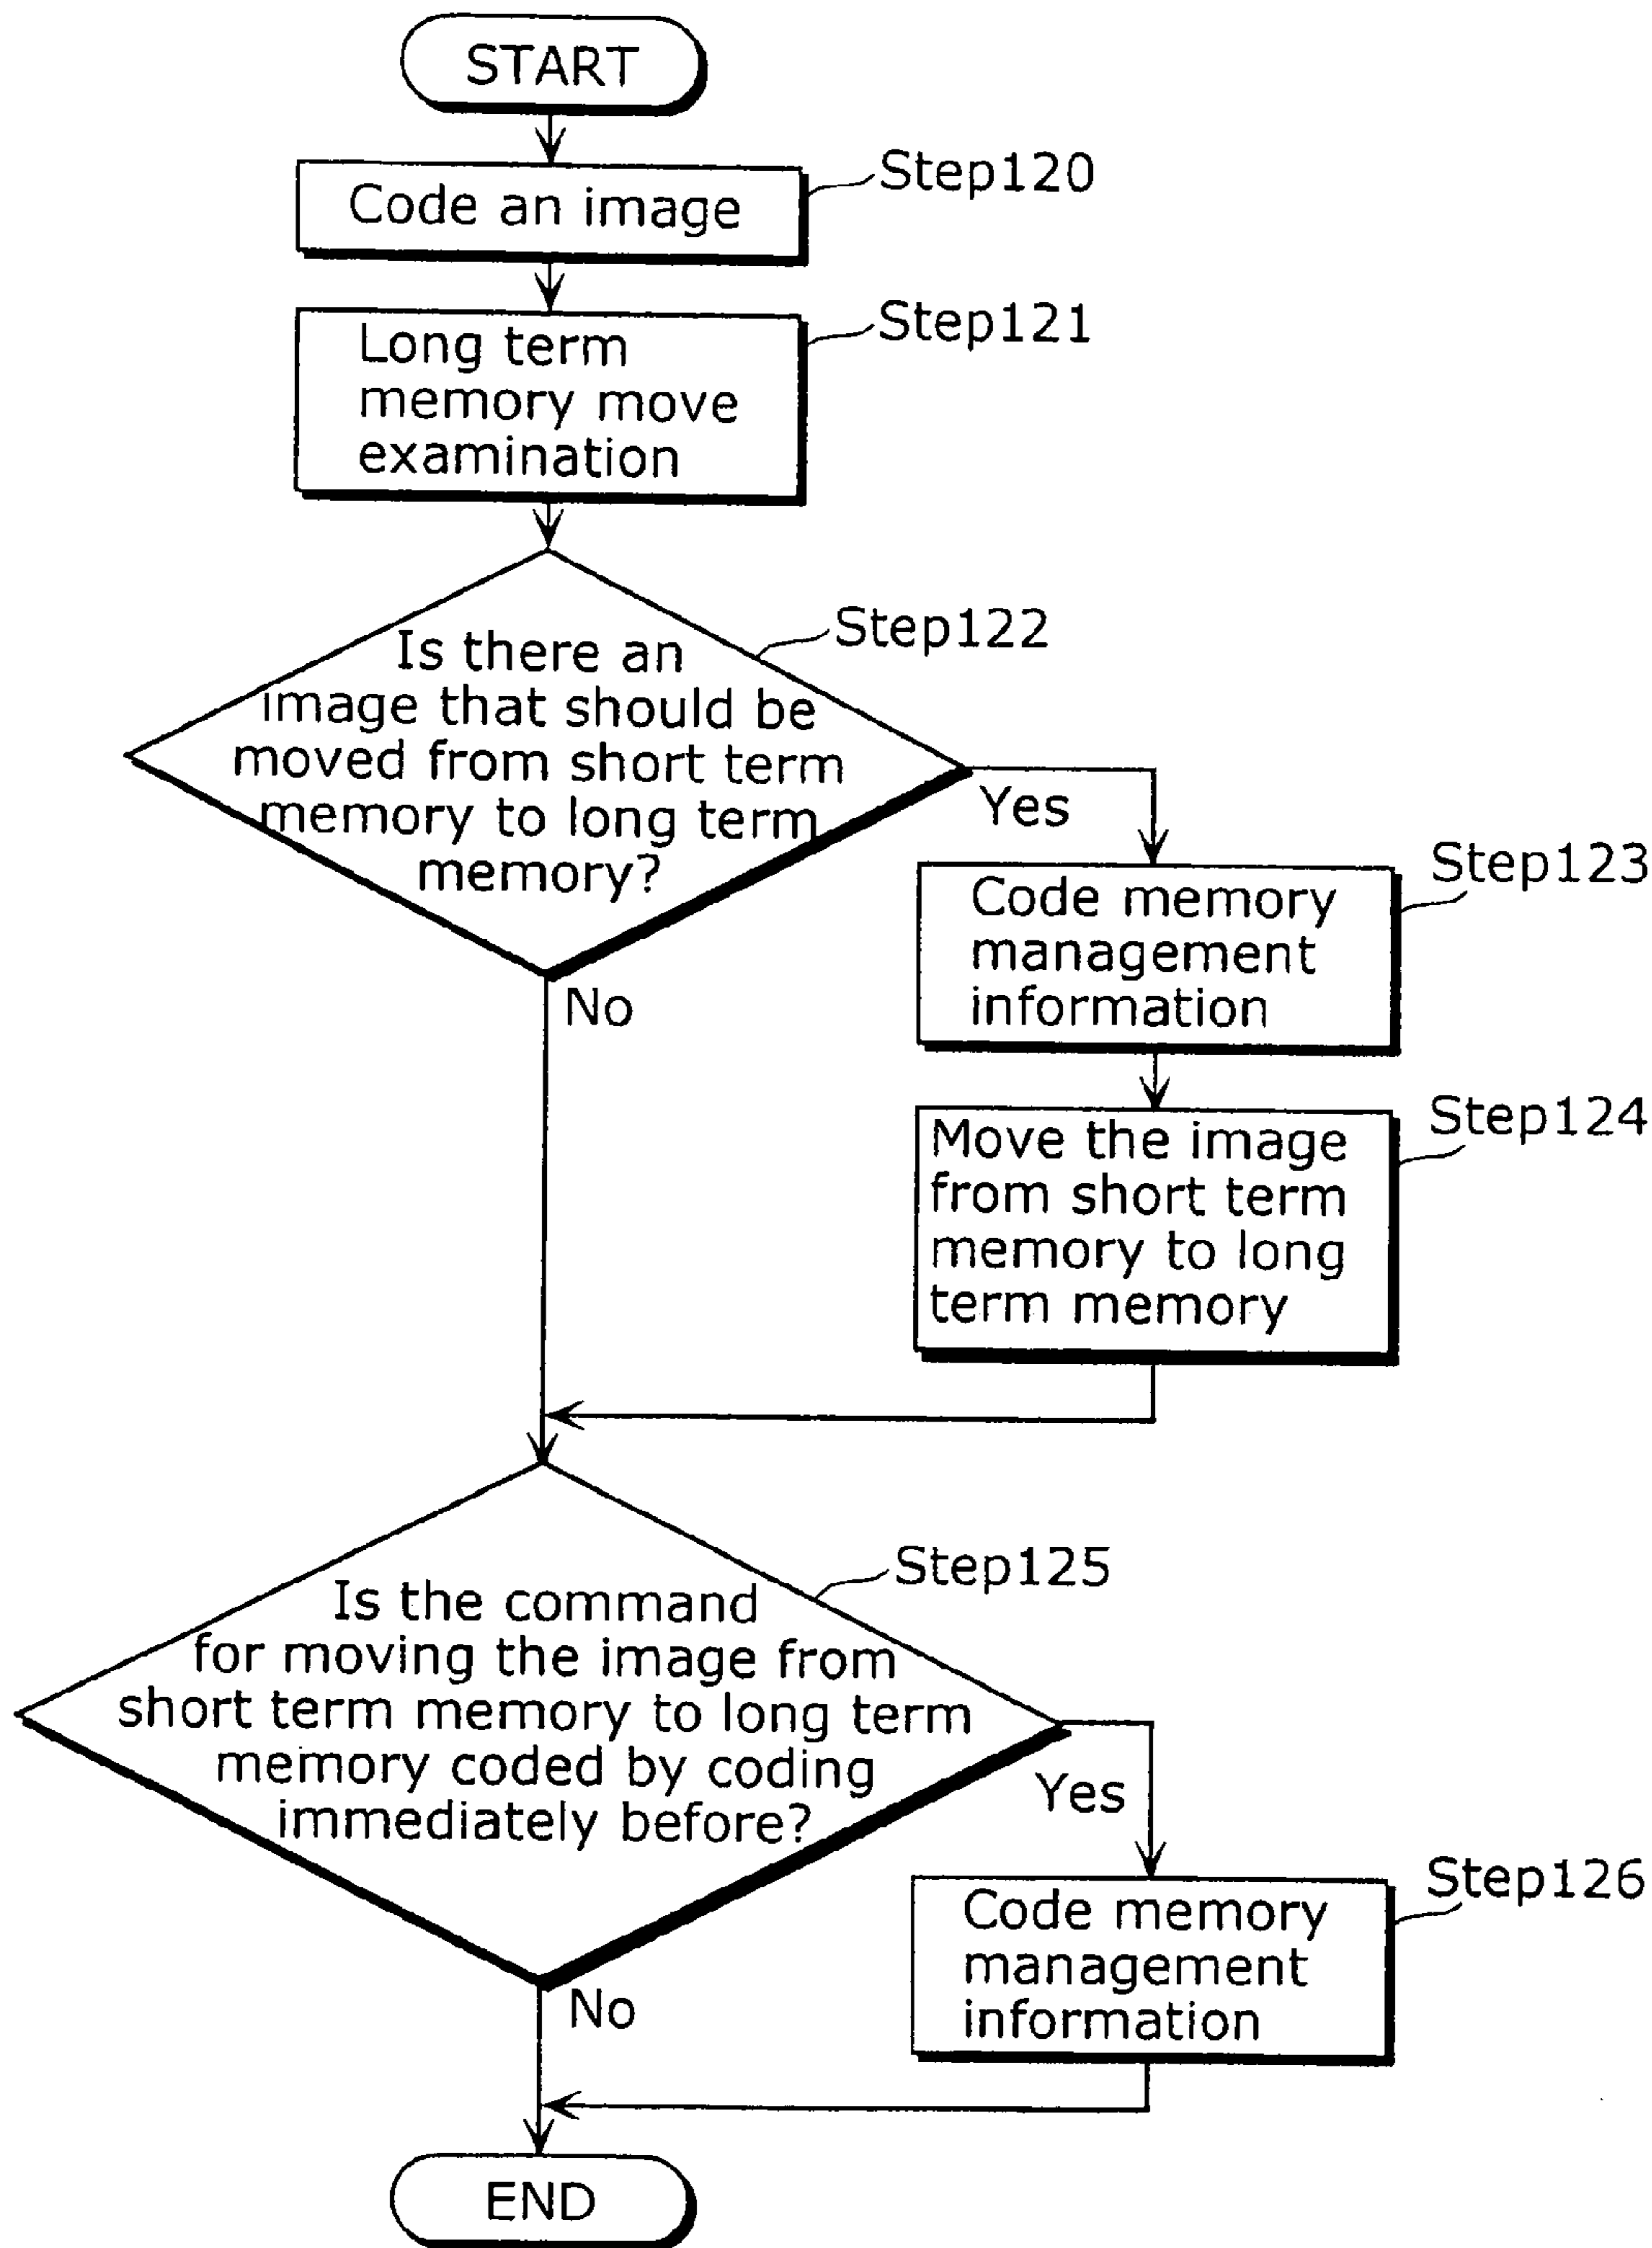 START
Step120
Code an image
Step121
Long term
memory move
examination
Step122
Is there an
image that should be
moved from short term
memory to long term
memory?
Yes
No
Step123
Code memory
management
information
Step124
Move the image
from short term
memory to long
term memory
Step125
Is the command
for moving the image from
short term memory to long term
memory coded by coding
immediately before?
Yes
No
Step126
Code memory
management
information
END